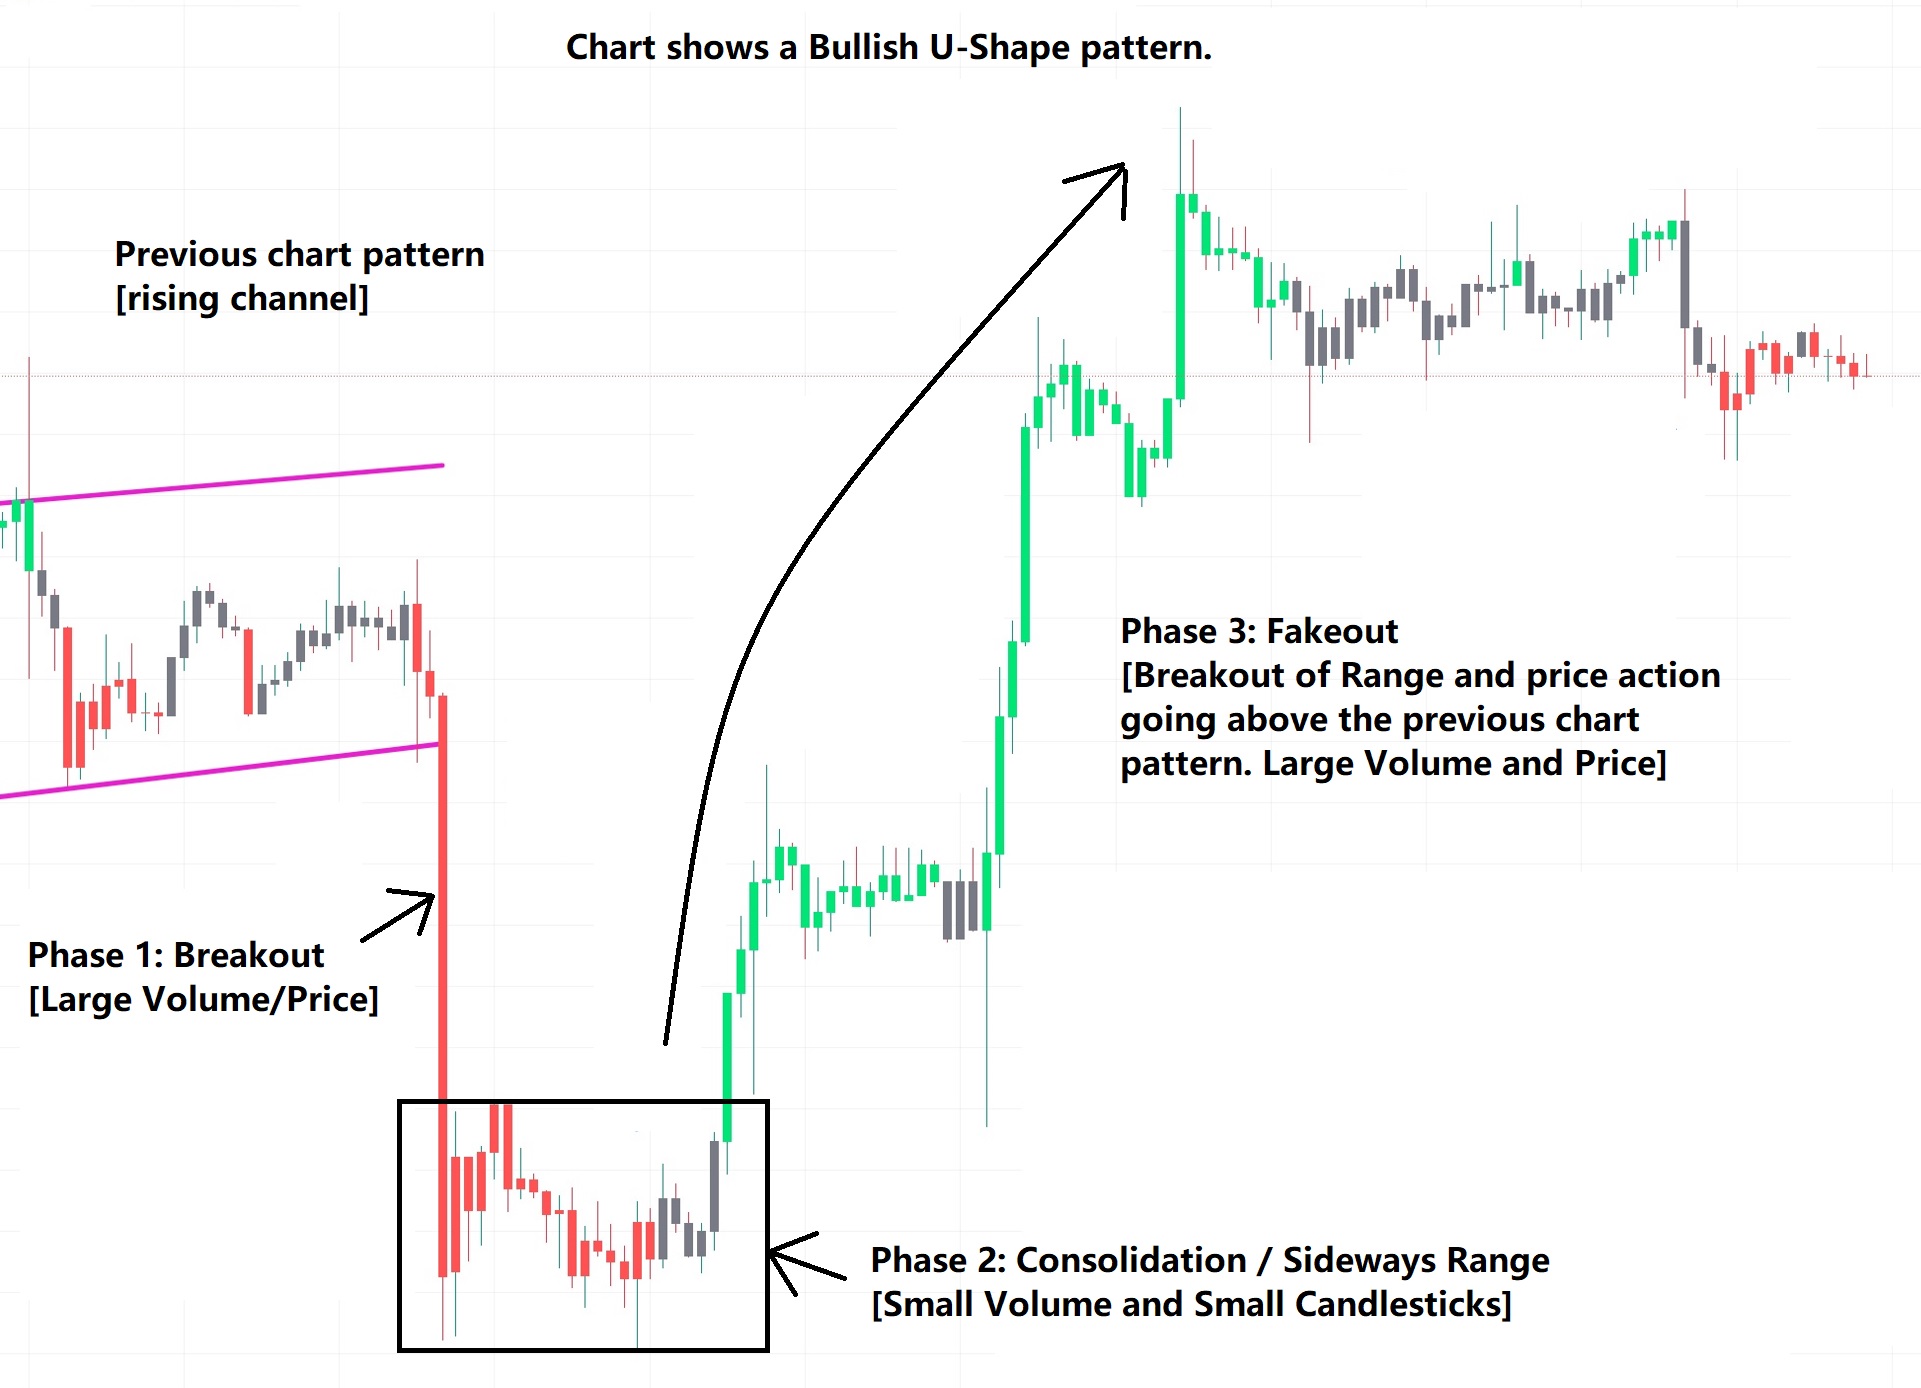 Chart shows a Bullish U-Shape pattern.
Previous chart pattern
[rising channel]
Phase 3: Fakeout
[Breakout of Range and price action
going above the previous chart
pattern. Large Volume and Price]
Phase 1: Breakout
[Large Volume/Price]
Phase 2: Consolidation / Sideways Range
[Small Volume and Small Candlesticks]